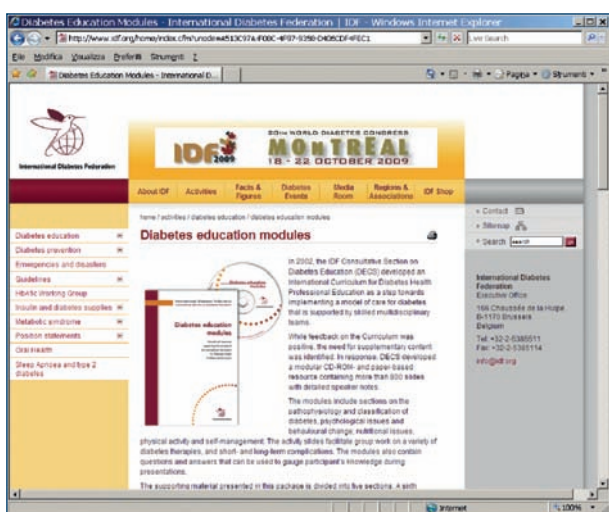 Diabetes Education Modules - International Diabetes Federation | IDF - Windows Internet Explorer
Live Search
File Modifica Visualizza Preferiti Strumenti ?
Diabetes Education Modules - International D...
Pagina
Strumenti
International Diabetes Federation
IDF 2009
20TH WORLD DIABETES CONGRESS
MONTREAL
18 - 22 OCTOBER 2009
About IDF
Activities
Facts & Figures
Diabetes Events
Media Room
Regions & Associations
IDF Shop
home / activities / diabetes education / diabetes education modules
Diabetes education
Diabetes prevention
Emergencies and disasters
Guidelines
HbA1c Working Group
Insulin and diabetes supplies
Metabolic syndrome
Position statements
Oral Health
Sleep Apnoea and type 2
diabetes
Diabetes education modules
Diabetes education
modules
In 2002, the IDF Consultative Section on
Diabetes Education (DECS) developed an
International Curriculum for Diabetes Health
Professional Education as a step towards
implementing a model of care for diabetes
that is supported by skilled multidisciplinary
teams.
While feedback on the Curriculum was
positive, the need for supplementary content
was identified. In response, DECS developed
a modular CD-ROM- and paper-based
resource containing more than 800 slides
with detailed speaker notes.
The modules include sections on the
pathophysiology and classification of
diabetes, psychological issues and
behavioural change, nutritional issues,
physical activity and self-management. The activity slides facilitate group work on a variety of
diabetes therapies, and short- and long-term complications. The modules also contain
questions and answers that can be used to gauge participant's knowledge during
presentations.
The supporting material presented in this package is divided into five sections. A sixth
Contact
Sitemap
Search
search
International Diabetes
Federation
Executive Office
166 Chaussée de la Hulpe
B-1170 Brussels
Belgium
Tel: +32-2-5385511
Fax: +32-2-5385114
info@idf.org
Internet
100%